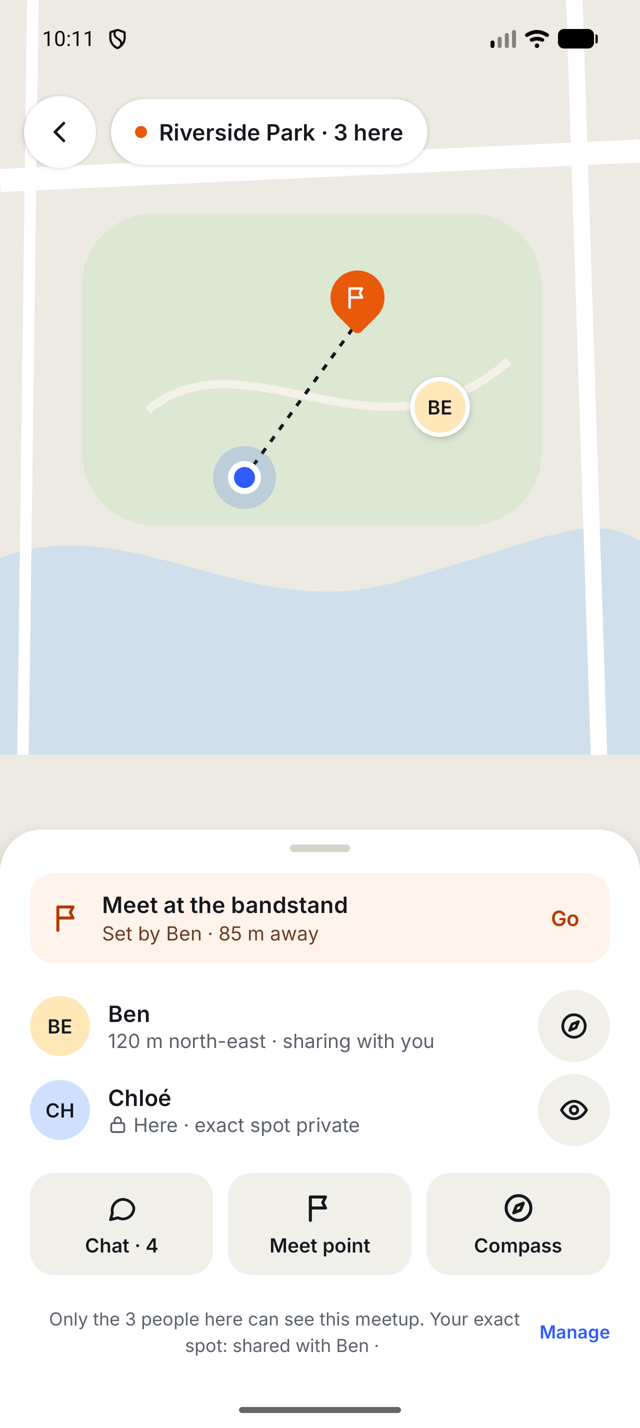 10:11
Riverside Park · 3 here
BE
Meet at the bandstand
Set by Ben · 85 m away
Go
BE
Ben
120 m north-east · sharing with you
CH
Chloé
Here · exact spot private
Chat · 4
Meet point
Compass
Only the 3 people here can see this meetup. Your exact
spot: shared with Ben ·
Manage